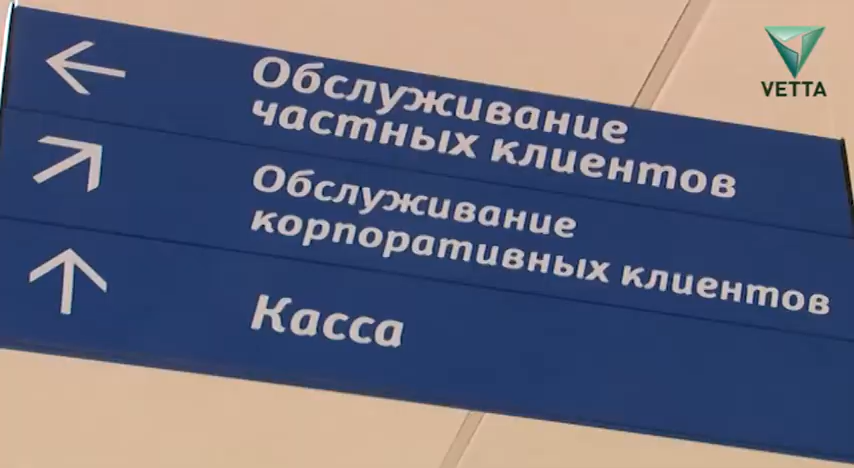 Обслуживание
частных клиентов
Обслуживание
корпоративных клиентов
Касса
VETTA